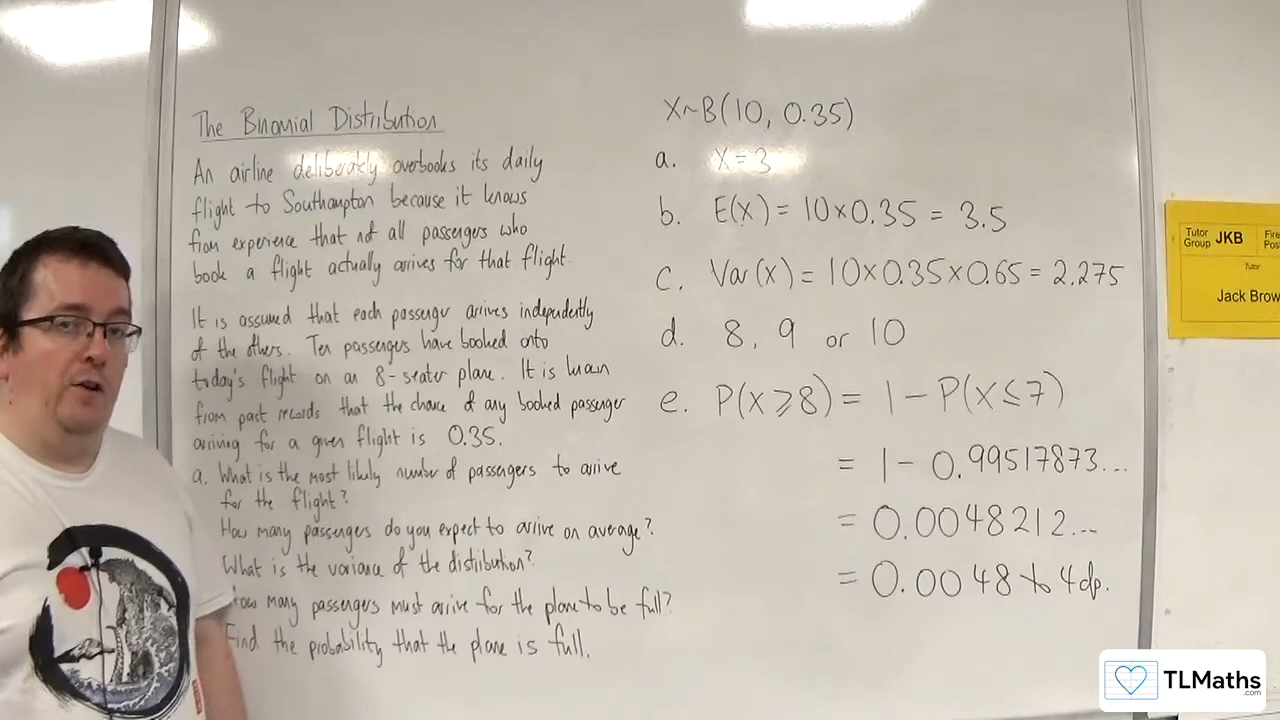 The Binomial Distribution
An airline deliberately overbooks its daily
flight to Southampton because it knows
from experience that not all passengers who
book a flight actually arrives for that flight.
It is assumed that each passenger arrives independently
of the others. Ten passengers have booked onto
today's flight on an 8-seater plane. It is known
from past records that the chance of any booked passenger
arriving for a given flight is 0.35.
a. What is the most likely number of passengers to arrive
for the flight?
How many passengers do you expect to arrive on average?
What is the variance of the distribution?
How many passengers must arrive for the plane to be full?
Find the probability that the plane is full.
X~B(10, 0.35)
a. X = 3
b. E(X) = 10×0.35 = 3.5
c. Var(X) = 10×0.35×0.65 = 2.275
d. 8, 9 or 10
e. P(X⩾8) = 1 - P(X≤7)
= 1 - 0.99517873...
= 0.0048212...
= 0.0048 to 4dp.
Tutor
Group JKB
Fire
Pos
Tutor
Jack Brow
TLMaths
.com